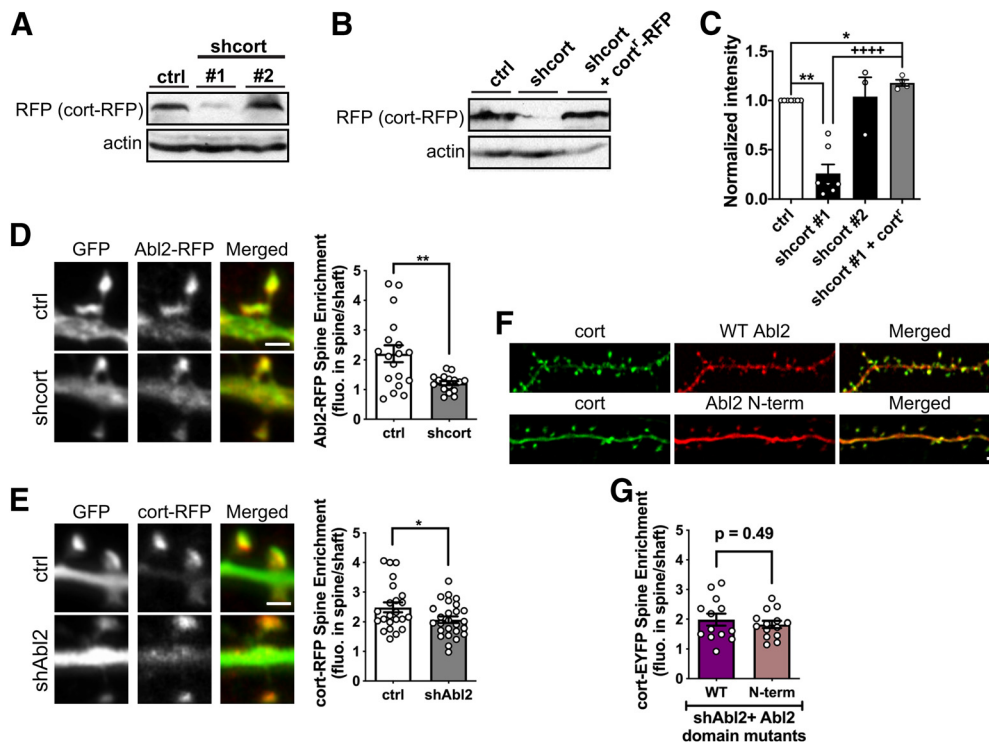 A
shcort
ctrl #1 #2
RFP (cort-RFP)
actin
B
ctrl shcort shcort + cortʳ-RFP
RFP (cort-RFP)
actin
C
*
++++
**
Normalized intensity
1.5
1.0
0.5
0.0
ctrl
shcort #1
shcort #2
shcort #1 + cortʳ
D
GFP Abl2-RFP Merged
ctrl
shcort
Abl2-RFP Spine Enrichment
(fluo. in spine/shaft)
5
4
3
2
1
0
**
ctrl shcort
E
GFP cort-RFP Merged
ctrl
shAbl2
cort-RFP Spine Enrichment
(fluo. in spine/shaft)
5
4
3
2
1
0
*
ctrl shAbl2
F
cort WT Abl2 Merged
cort Abl2 N-term Merged
G
cort-EYFP Spine Enrichment
(fluo. in spine/shaft)
5
4
3
2
1
0
p = 0.49
WT N-term
shAbl2+ Abl2
domain mutants